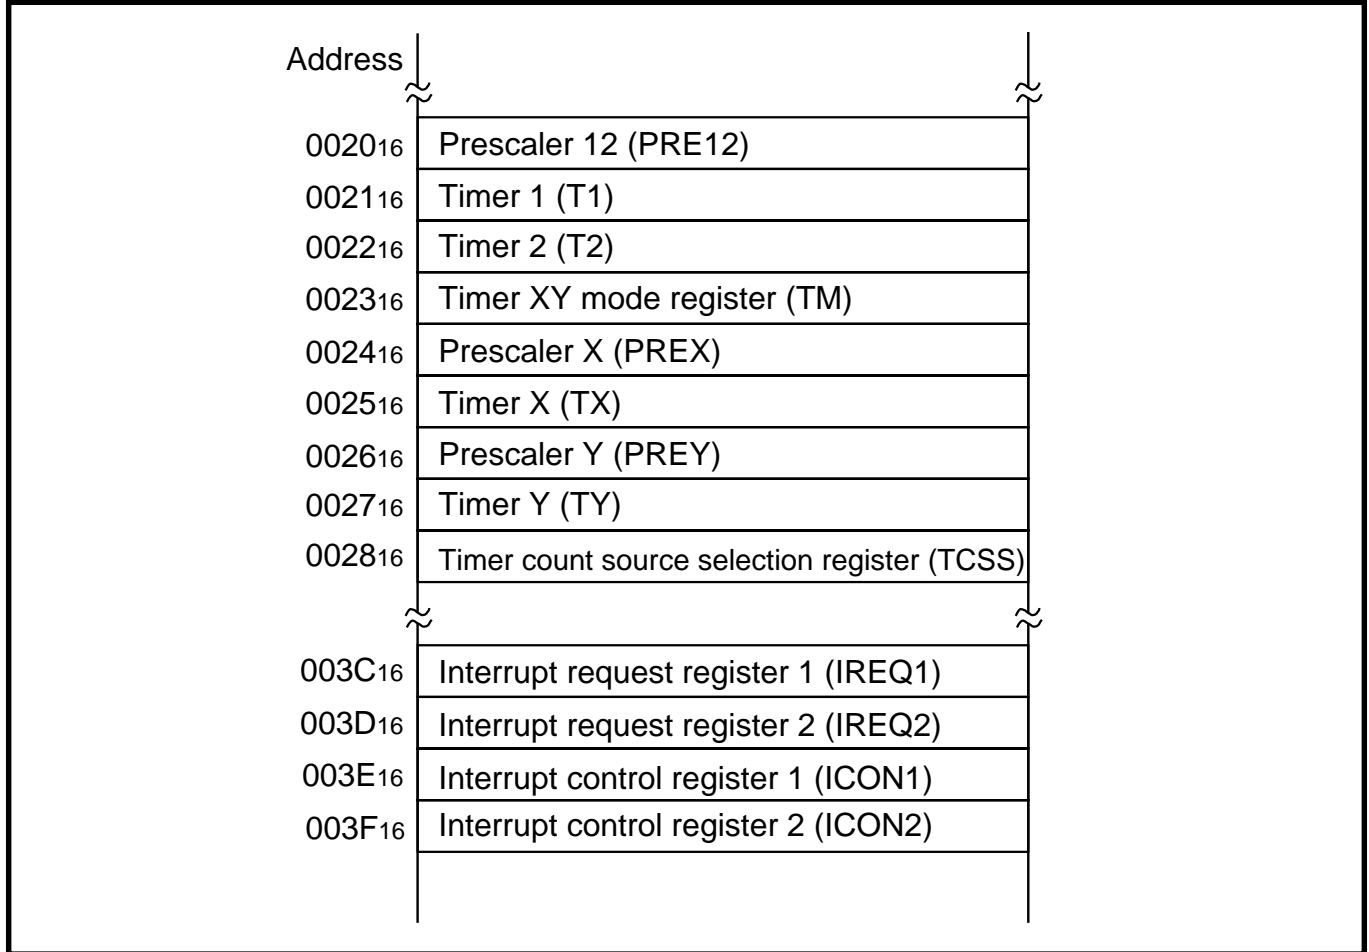 Address
0020₁₆ Prescaler 12 (PRE12)
0021₁₆ Timer 1 (T1)
0022₁₆ Timer 2 (T2)
0023₁₆ Timer XY mode register (TM)
0024₁₆ Prescaler X (PREX)
0025₁₆ Timer X (TX)
0026₁₆ Prescaler Y (PREY)
0027₁₆ Timer Y (TY)
0028₁₆ Timer count source selection register (TCSS)
003C₁₆ Interrupt request register 1 (IREQ1)
003D₁₆ Interrupt request register 2 (IREQ2)
003E₁₆ Interrupt control register 1 (ICON1)
003F₁₆ Interrupt control register 2 (ICON2)